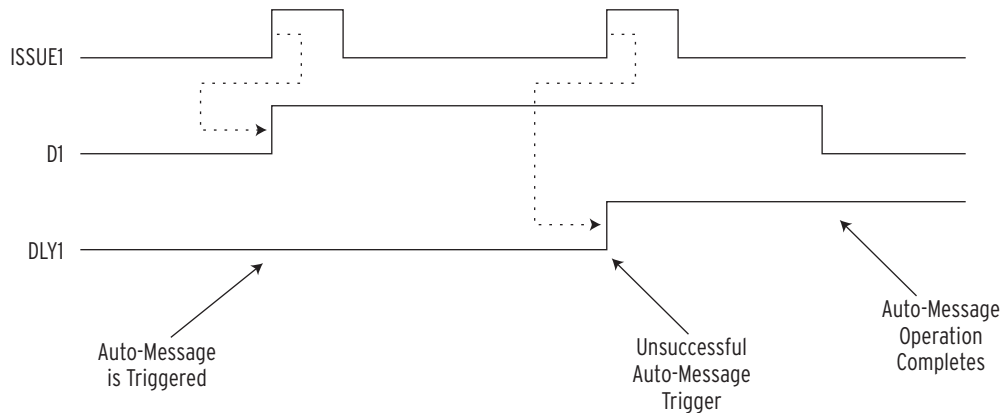 ISSUE1
D1
DLY1
Auto-Message
is Triggered
Unsuccessful
Auto-Message
Trigger
Auto-Message
Operation
Completes